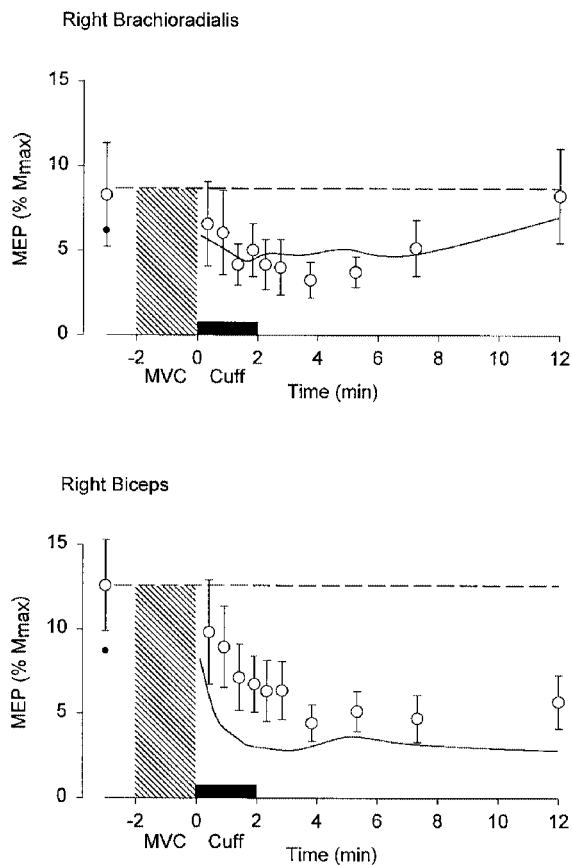 Right Brachioradialis
15
10
5
0
MEP (% Mmax)
-2 0 2 4 6 8 10 12
MVC Cuff
Time (min)
Right Biceps
15
10
5
0
MEP (% Mmax)
-2 0 2 4 6 8 10 12
MVC Cuff
Time (min)